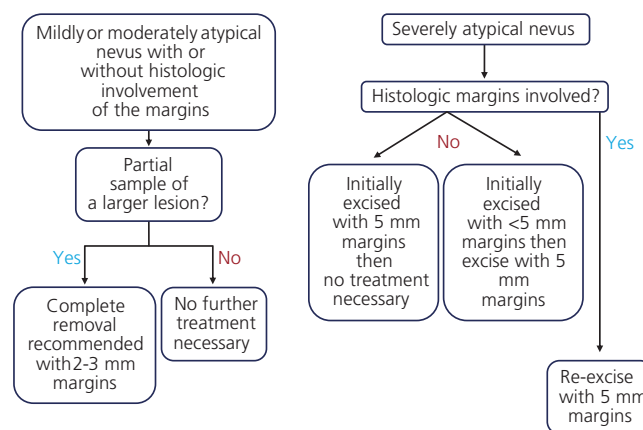 Mildly or moderately atypical
nevus with or
without histologic
involvement
of the margins
Partial
sample of
a larger lesion?
Yes
No
Complete
removal
recommended
with2-3 mm
margins
No further
treatment
necessary
Severely atypical nevus
Histologic margins involved?
No
Yes
Initially
excised
with 5 mm
margins
then
no treatment
necessary
Initially
excised
with <5 mm
margins then
excise with 5
mm
margins
Re-excise
with 5 mm
margins